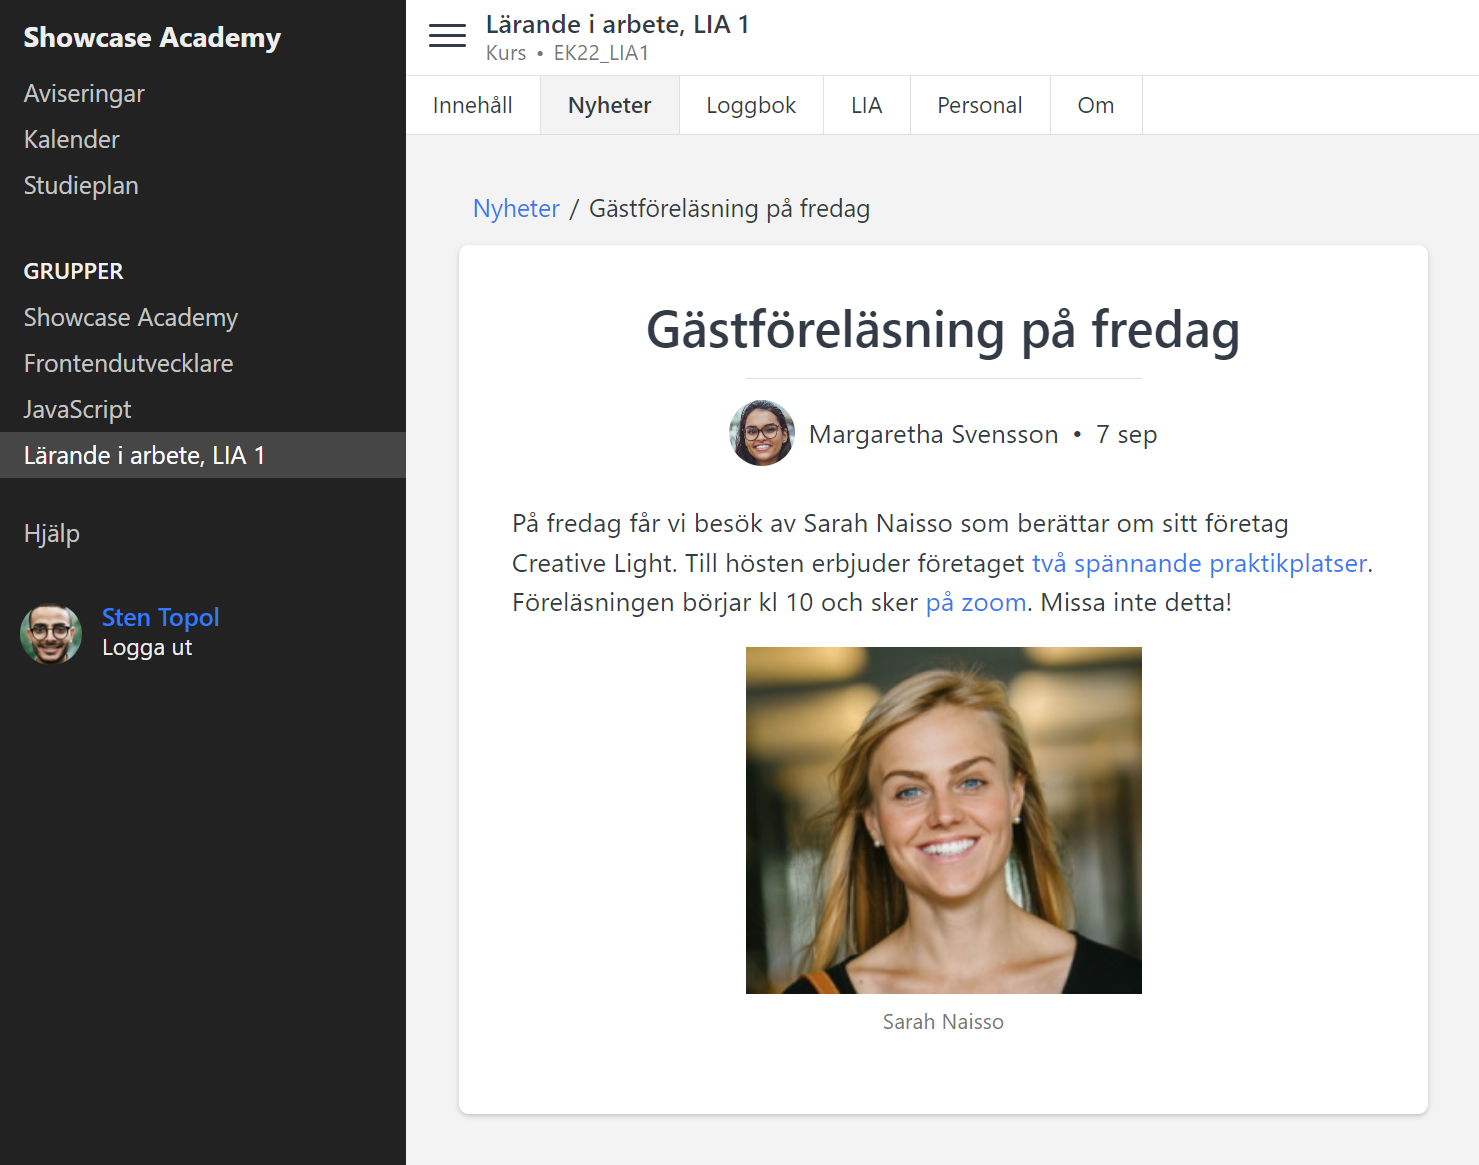 Showcase Academy
Aviseringar
Kalender
Studieplan
GRUPPER
Showcase Academy
Frontendutvecklare
JavaScript
Lärande i arbete, LIA 1
Hjälp
Sten Topol
Logga ut
Lärande i arbete, LIA 1
Kurs • EK22_LIA1
Innehåll Nyheter Loggbok LIA Personal Om
Nyheter / Gästföreläsning på fredag
Gästföreläsning på fredag
Margaretha Svensson • 7 sep
På fredag får vi besök av Sarah Naisso som berättar om sitt företag
Creative Light. Till hösten erbjuder företaget två spännande praktikplatser.
Föreläsningen börjar kl 10 och sker på zoom. Missa inte detta!
Sarah Naisso